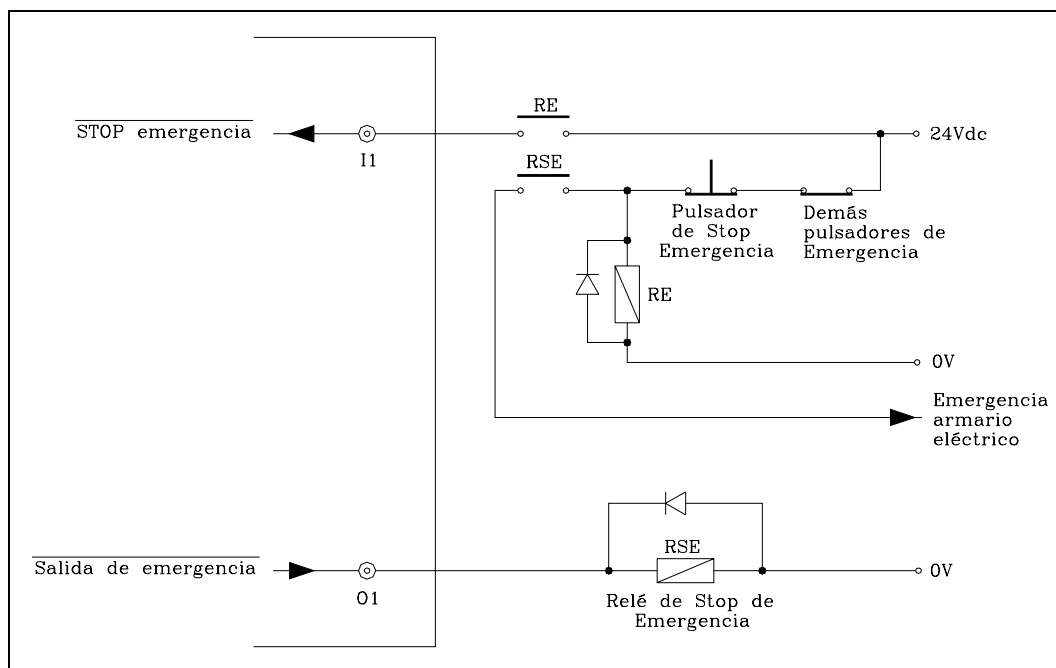 RE
STOP emergencia
24Vdc
I1
RSE
Pulsador
de Stop
Emergencia
Demás
pulsadores de
Emergencia
RE
0V
Emergencia
armario
eléctrico
RSE
Salida de emergencia
0V
O1
Relé de Stop de
Emergencia